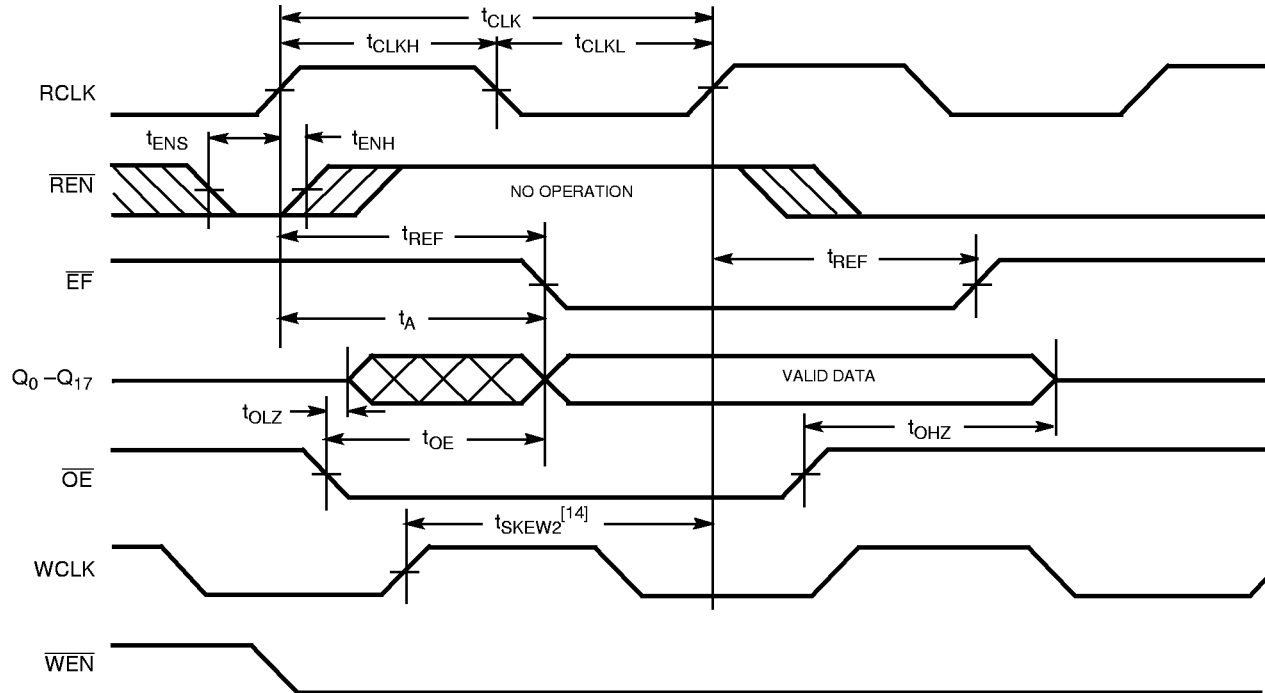 tCLK
tCLKH
tCLKL
RCLK
tENS
tENH
REN
NO OPERATION
tREF
tREF
EF
tA
Q0 – Q17
VALID DATA
tOLZ
tOE
tOHZ
OE
tSKEW2[14]
WCLK
WEN